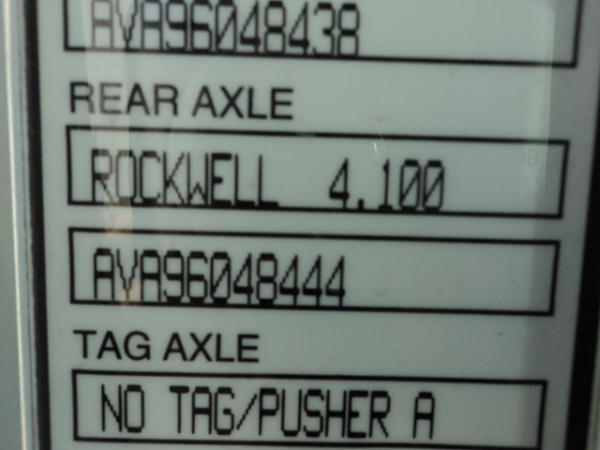 AVA96048438
REAR AXLE
ROCKWELL 4.100
AVA96048444
TAG AXLE
NO TAG/PUSHER A